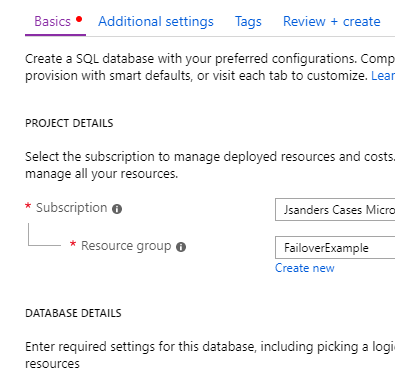 Basics Additional settings Tags Review + create
Create a SQL database with your preferred configurations.
provision with smart defaults, or visit each tab to customize.
PROJECT DETAILS
Select the subscription to manage deployed resources and costs.
manage all your resources.
* Subscription
Jsanders Cases
* Resource group
FailoverExample
Create new
DATABASE DETAILS
Enter required settings for this database, including picking a
resources